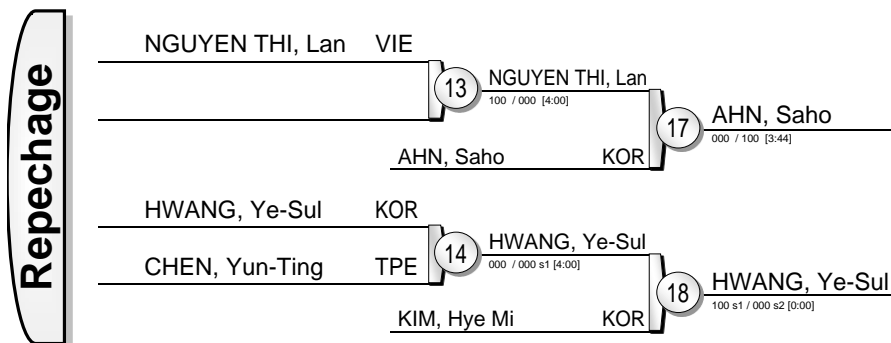 Repechage
NGUYEN THI, Lan VIE
13
NGUYEN THI, Lan
100 / 000 [4:00]
AHN, Saho KOR
17
AHN, Saho
000 / 100 [3:44]
HWANG, Ye-Sul KOR
CHEN, Yun-Ting TPE
14
HWANG, Ye-Sul
000 / 000 s1 [4:00]
KIM, Hye Mi KOR
18
HWANG, Ye-Sul
100 s1 / 000 s2 [0:00]